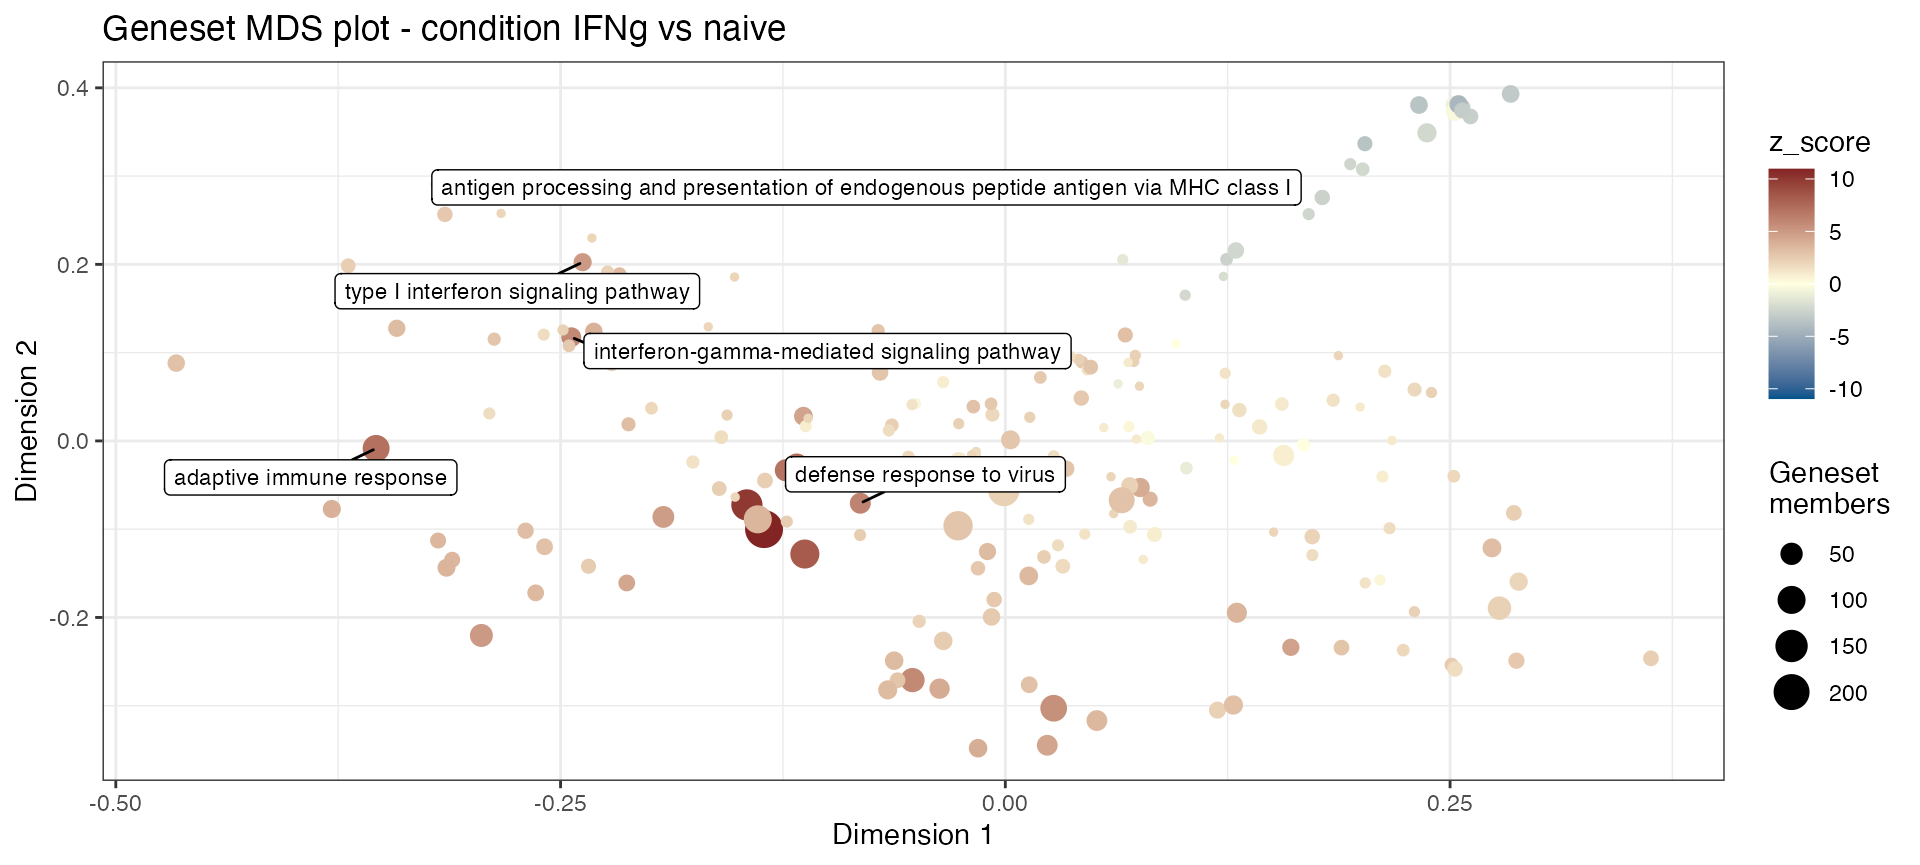 Geneset MDS plot - condition IFNg vs naive
Dimension 2
0.4
0.2
0.0
-0.2
antigen processing and presentation of endogenous peptide antigen via MHC class I
type I interferon signaling pathway
interferon-gamma-mediated signaling pathway
adaptive immune response
defense response to virus
-0.50
-0.25
0.00
0.25
Dimension 1
z_score
10
5
0
-5
-10
Geneset
members
50
100
150
200